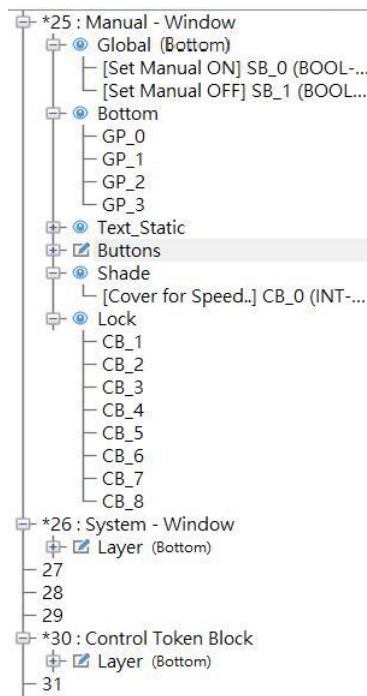 *25 : Manual - Window
Global (Bottom)
[Set Manual ON] SB_0 (BOOL-...
[Set Manual OFF] SB_1 (BOOL...
Bottom
GP_0
GP_1
GP_2
GP_3
Text_Static
Buttons
Shade
[Cover for Speed..] CB_0 (INT-...
Lock
CB_1
CB_2
CB_3
CB_4
CB_5
CB_6
CB_7
CB_8
*26 : System - Window
Layer (Bottom)
27
28
29
*30 : Control Token Block
Layer (Bottom)
31